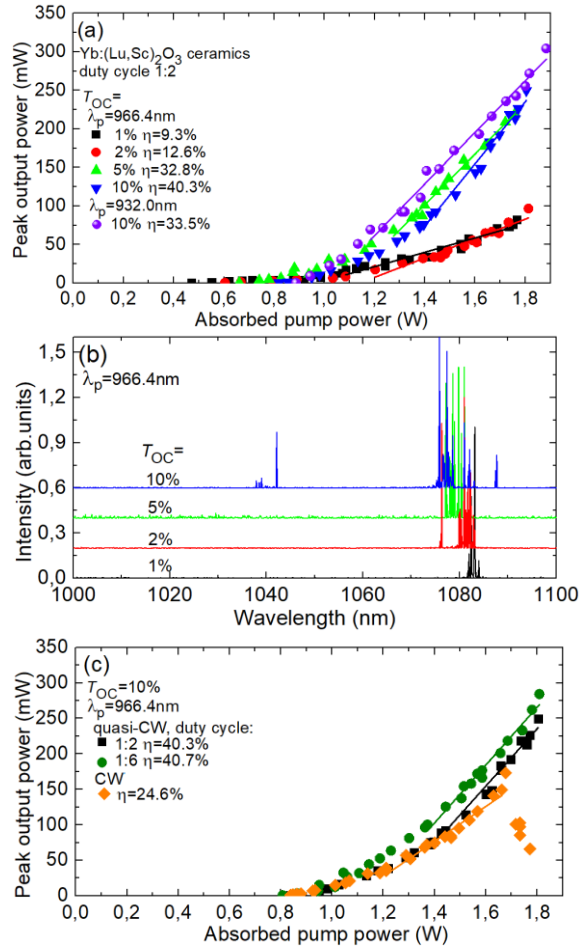 (a)
Yb:(Lu,Sc)₂O₃ ceramics
duty cycle 1:2
T_OC=
λ_p=966.4nm
1% η=9.3%
2% η=12.6%
5% η=32.8%
10% η=40.3%
λ_p=932.0nm
10% η=33.5%
Peak output power (mW)
350
300
250
200
150
100
50
0
0,0 0,2 0,4 0,6 0,8 1,0 1,2 1,4 1,6 1,8
Absorbed pump power (W)
(b)
λ_p=966.4nm
T_OC=
10%
5%
2%
1%
Intensity (arb.units)
1,5
1,2
0,9
0,6
0,3
0,0
1000 1020 1040 1060 1080 1100
Wavelength (nm)
(c)
T_OC=10%
λ_p=966.4nm
quasi-CW, duty cycle:
1:2 η=40.3%
1:6 η=40.7%
CW
η=24.6%
Peak output power (mW)
350
300
250
200
150
100
50
0
0,0 0,2 0,4 0,6 0,8 1,0 1,2 1,4 1,6 1,8
Absorbed pump power (W)